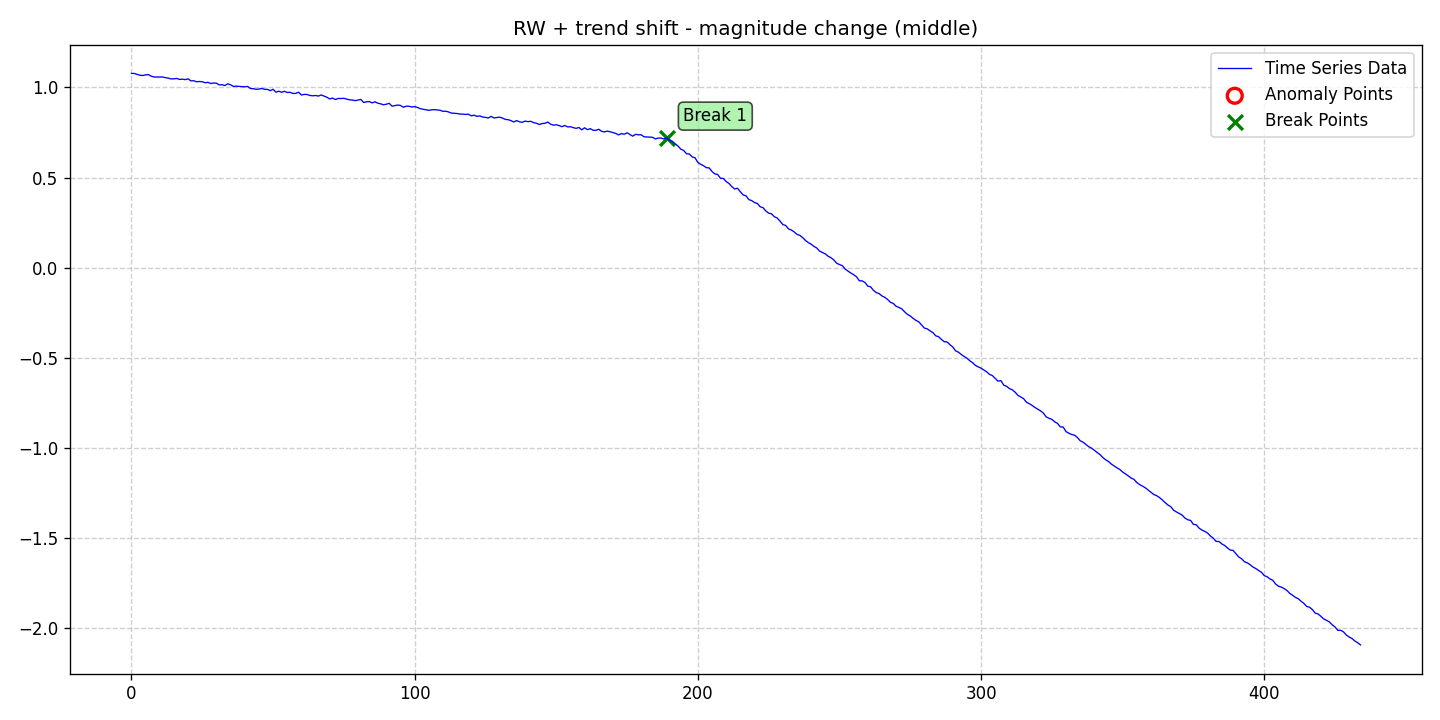 RW + trend shift - magnitude change (middle)
Time Series Data
Anomaly Points
Break Points
Break 1
1.0
0.5
0.0
−0.5
−1.0
−1.5
−2.0
0 100 200 300 400